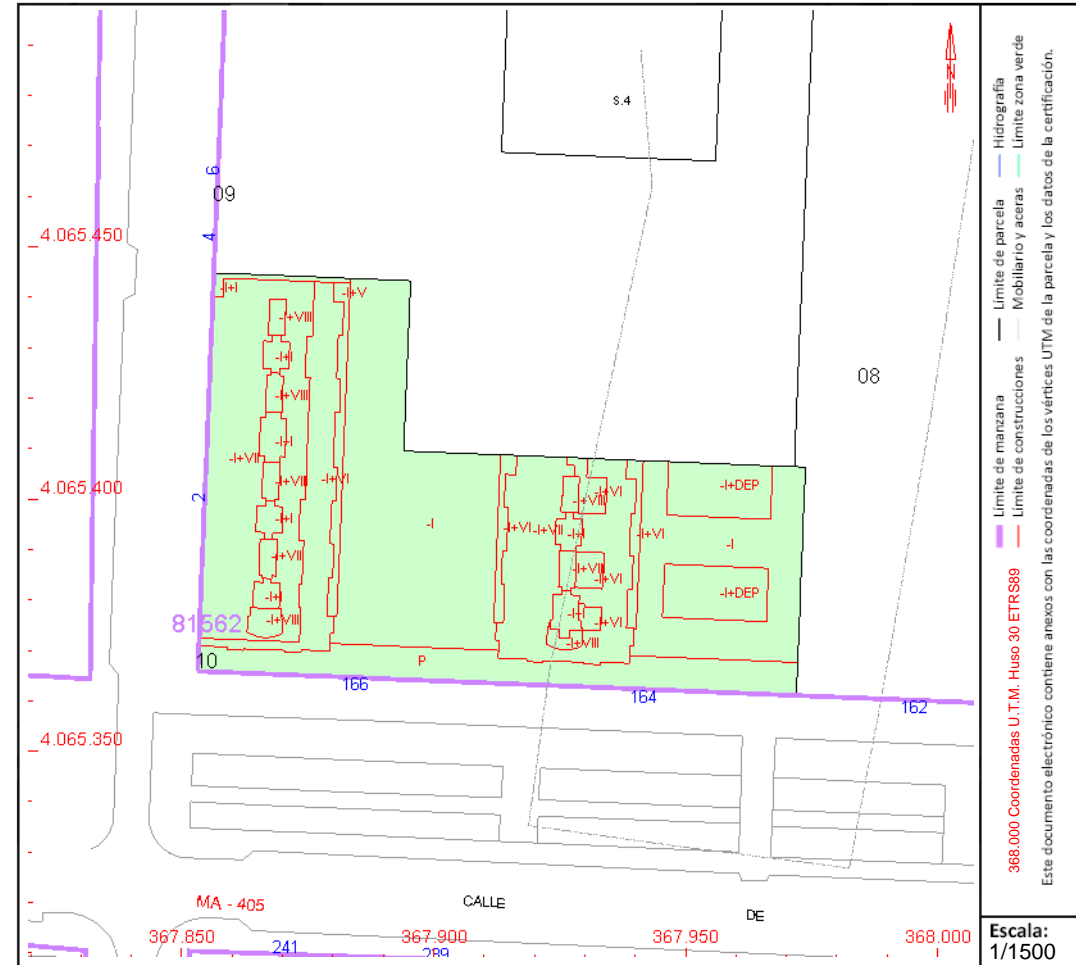 S.4
N
6
09
4
4.065.450
-I+I
-I+V
-I+VIII
-I+I
08
-I+VIII
-I+I
-I+VII
-I+VII
-I+VI
4.065.400
2
-I+I
-I
-I+VI
-I+VII
-I+VIII
-I+VI
-I+I
-I+VI
-I+DEP
-I
-I+VII
-I+VII
-I+VI
-I+DEP
-I+I
-I+VIII
-I+I
-I+VI
-I+VIII
81562
10
P
166
164
162
4.065.350
MA - 405
CALLE
DE
367.850
367.900
367.950
368.000
241
289
368.000 Coordenadas U.T.M. Huso 30 ETRS89
Límite de manzana
Límite de parcela
Hidrografía
Límite de construcciones
Mobiliario y aceras
Límite zona verde
Este documento electrónico contiene anexos con las coordenadas de los vértices UTM de la parcela y los datos de la certificación.
Escala:
1/1500